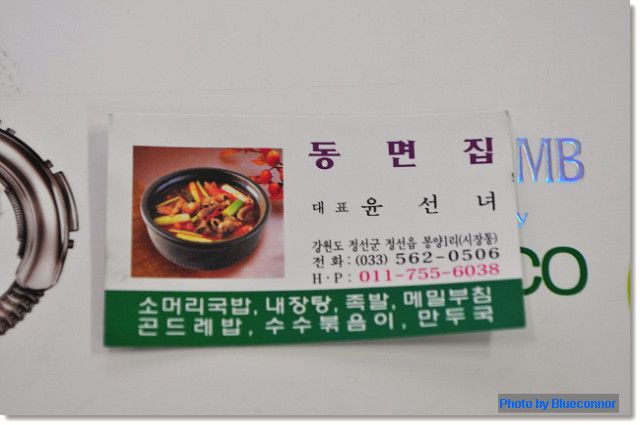 동 면 집
대표 윤 선 녀
강원도 정선군 정선읍 봉양1리(시장통)
전 화 : (033) 562-0506
H · P : 011-755-6038
소머리국밥, 내장탕, 족발, 메밀부침
곤드레밥, 수수볶음이, 만두국
MB
y
CO
Photo by Blueconnor